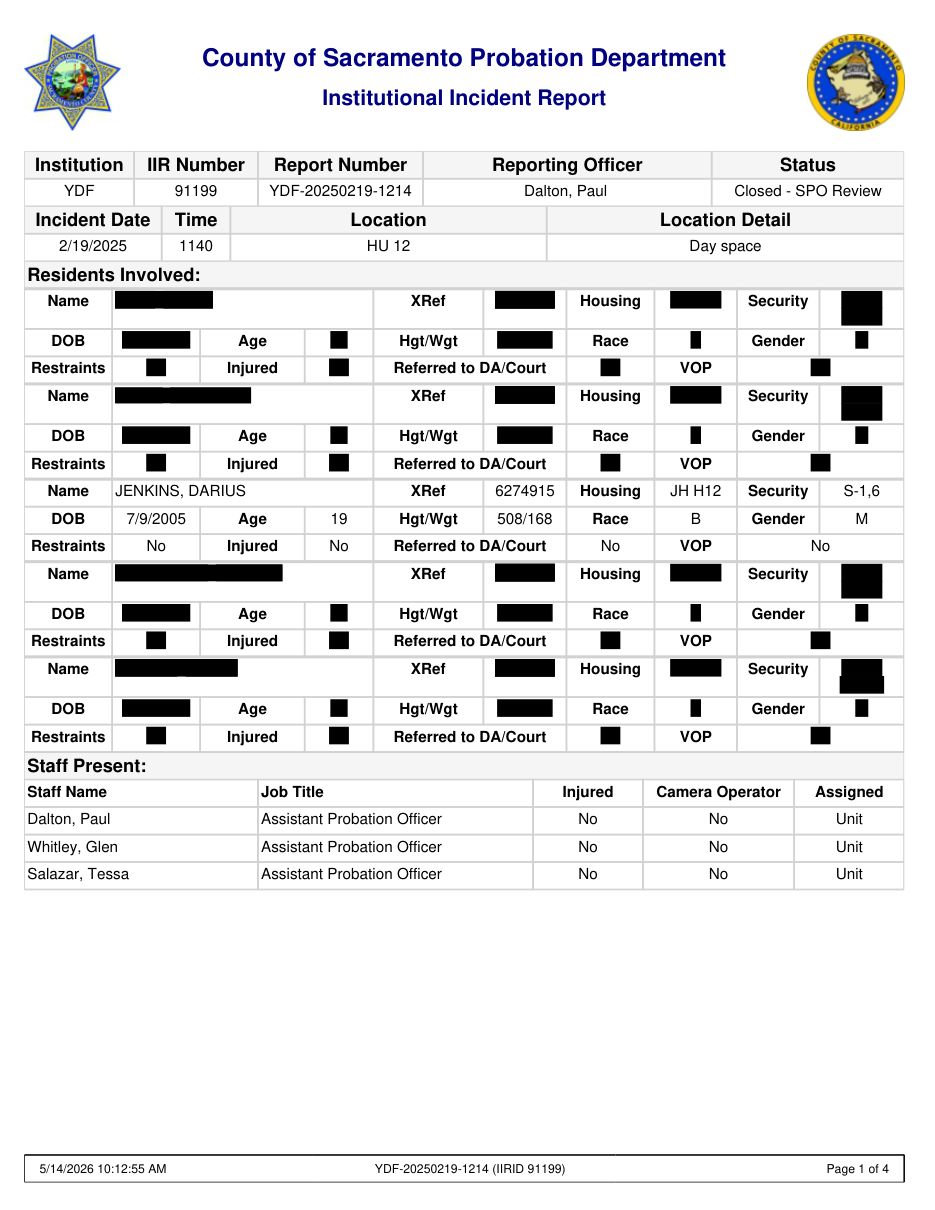 County of Sacramento Probation Department
Institutional Incident Report
Institution IIR Number Report Number Reporting Officer Status
YDF 91199 YDF-20250219-1214 Dalton, Paul Closed - SPO Review
Incident Date Time Location Location Detail
2/19/2025 1140 HU 12 Day space
Residents Involved:
Name XRef Housing Security
DOB Age Hgt/Wgt Race Gender
Restraints Injured Referred to DA/Court VOP
Name XRef Housing Security
DOB Age Hgt/Wgt Race Gender
Restraints Injured Referred to DA/Court VOP
Name JENKINS, DARIUS XRef 6274915 Housing JH H12 Security S-1,6
DOB 7/9/2005 Age 19 Hgt/Wgt 508/168 Race B Gender M
Restraints No Injured No Referred to DA/Court No VOP No
Name XRef Housing Security
DOB Age Hgt/Wgt Race Gender
Restraints Injured Referred to DA/Court VOP
Name XRef Housing Security
DOB Age Hgt/Wgt Race Gender
Restraints Injured Referred to DA/Court VOP
Staff Present:
Staff Name Job Title Injured Camera Operator Assigned
Dalton, Paul Assistant Probation Officer No No Unit
Whitley, Glen Assistant Probation Officer No No Unit
Salazar, Tessa Assistant Probation Officer No No Unit
5/14/2026 10:12:55 AM YDF-20250219-1214 (IIRID 91199) Page 1 of 4